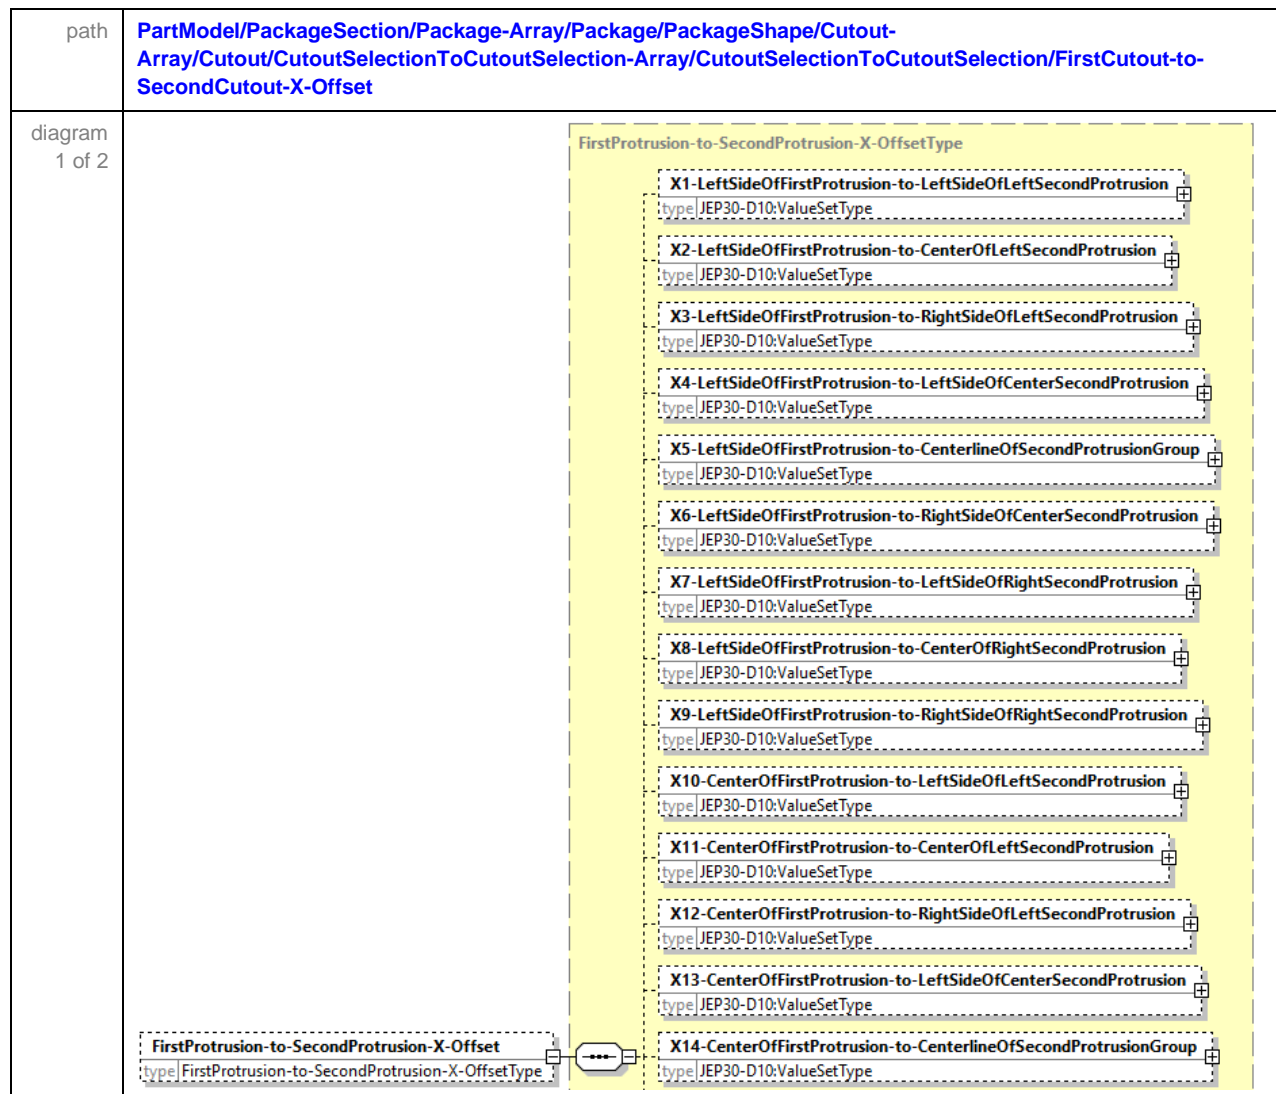 path
PartModel/PackageSection/Package-Array/Package/PackageShape/Cutout-
Array/Cutout/CutoutSelectionToCutoutSelection-Array/CutoutSelectionToCutoutSelection/FirstCutout-to-
SecondCutout-X-Offset
diagram
1 of 2
FirstProtrusion-to-SecondProtrusion-X-OffsetType
X1-LeftSideOfFirstProtrusion-to-LeftSideOfLeftSecondProtrusion
type JEP30-D10:ValueSetType
X2-LeftSideOfFirstProtrusion-to-CenterOfLeftSecondProtrusion
type JEP30-D10:ValueSetType
X3-LeftSideOfFirstProtrusion-to-RightSideOfLeftSecondProtrusion
type JEP30-D10:ValueSetType
X4-LeftSideOfFirstProtrusion-to-LeftSideOfCenterSecondProtrusion
type JEP30-D10:ValueSetType
X5-LeftSideOfFirstProtrusion-to-CenterlineOfSecondProtrusionGroup
type JEP30-D10:ValueSetType
X6-LeftSideOfFirstProtrusion-to-RightSideOfCenterSecondProtrusion
type JEP30-D10:ValueSetType
X7-LeftSideOfFirstProtrusion-to-LeftSideOfRightSecondProtrusion
type JEP30-D10:ValueSetType
X8-LeftSideOfFirstProtrusion-to-CenterOfRightSecondProtrusion
type JEP30-D10:ValueSetType
X9-LeftSideOfFirstProtrusion-to-RightSideOfRightSecondProtrusion
type JEP30-D10:ValueSetType
X10-CenterOfFirstProtrusion-to-LeftSideOfLeftSecondProtrusion
type JEP30-D10:ValueSetType
X11-CenterOfFirstProtrusion-to-CenterOfLeftSecondProtrusion
type JEP30-D10:ValueSetType
X12-CenterOfFirstProtrusion-to-RightSideOfLeftSecondProtrusion
type JEP30-D10:ValueSetType
X13-CenterOfFirstProtrusion-to-LeftSideOfCenterSecondProtrusion
type JEP30-D10:ValueSetType
FirstProtrusion-to-SecondProtrusion-X-Offset
type FirstProtrusion-to-SecondProtrusion-X-OffsetType
X14-CenterOfFirstProtrusion-to-CenterlineOfSecondProtrusionGroup
type JEP30-D10:ValueSetType